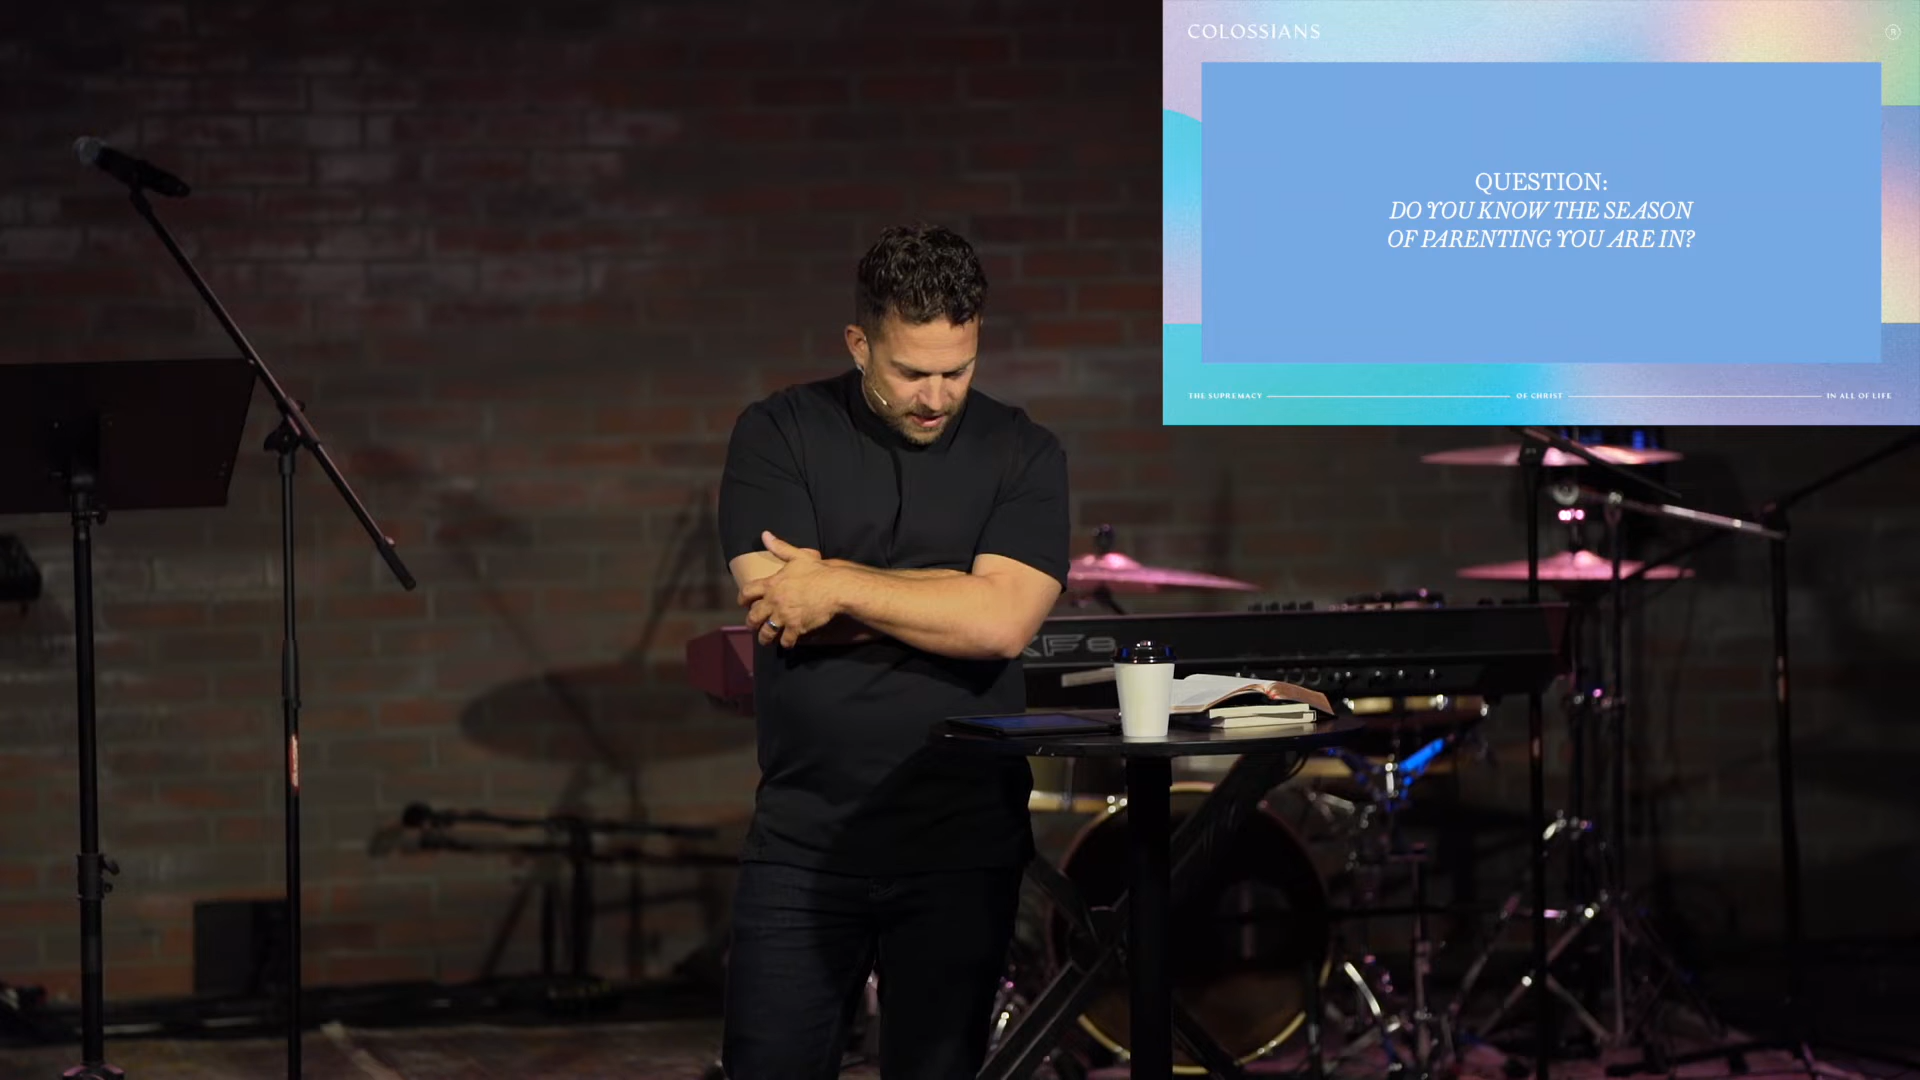 COLOSSIANS
R
QUESTION:
DO YOU KNOW THE SEASON
OF PARENTING YOU ARE IN?
THE SUPREMACY OF CHRIST IN ALL OF LIFE
XF8